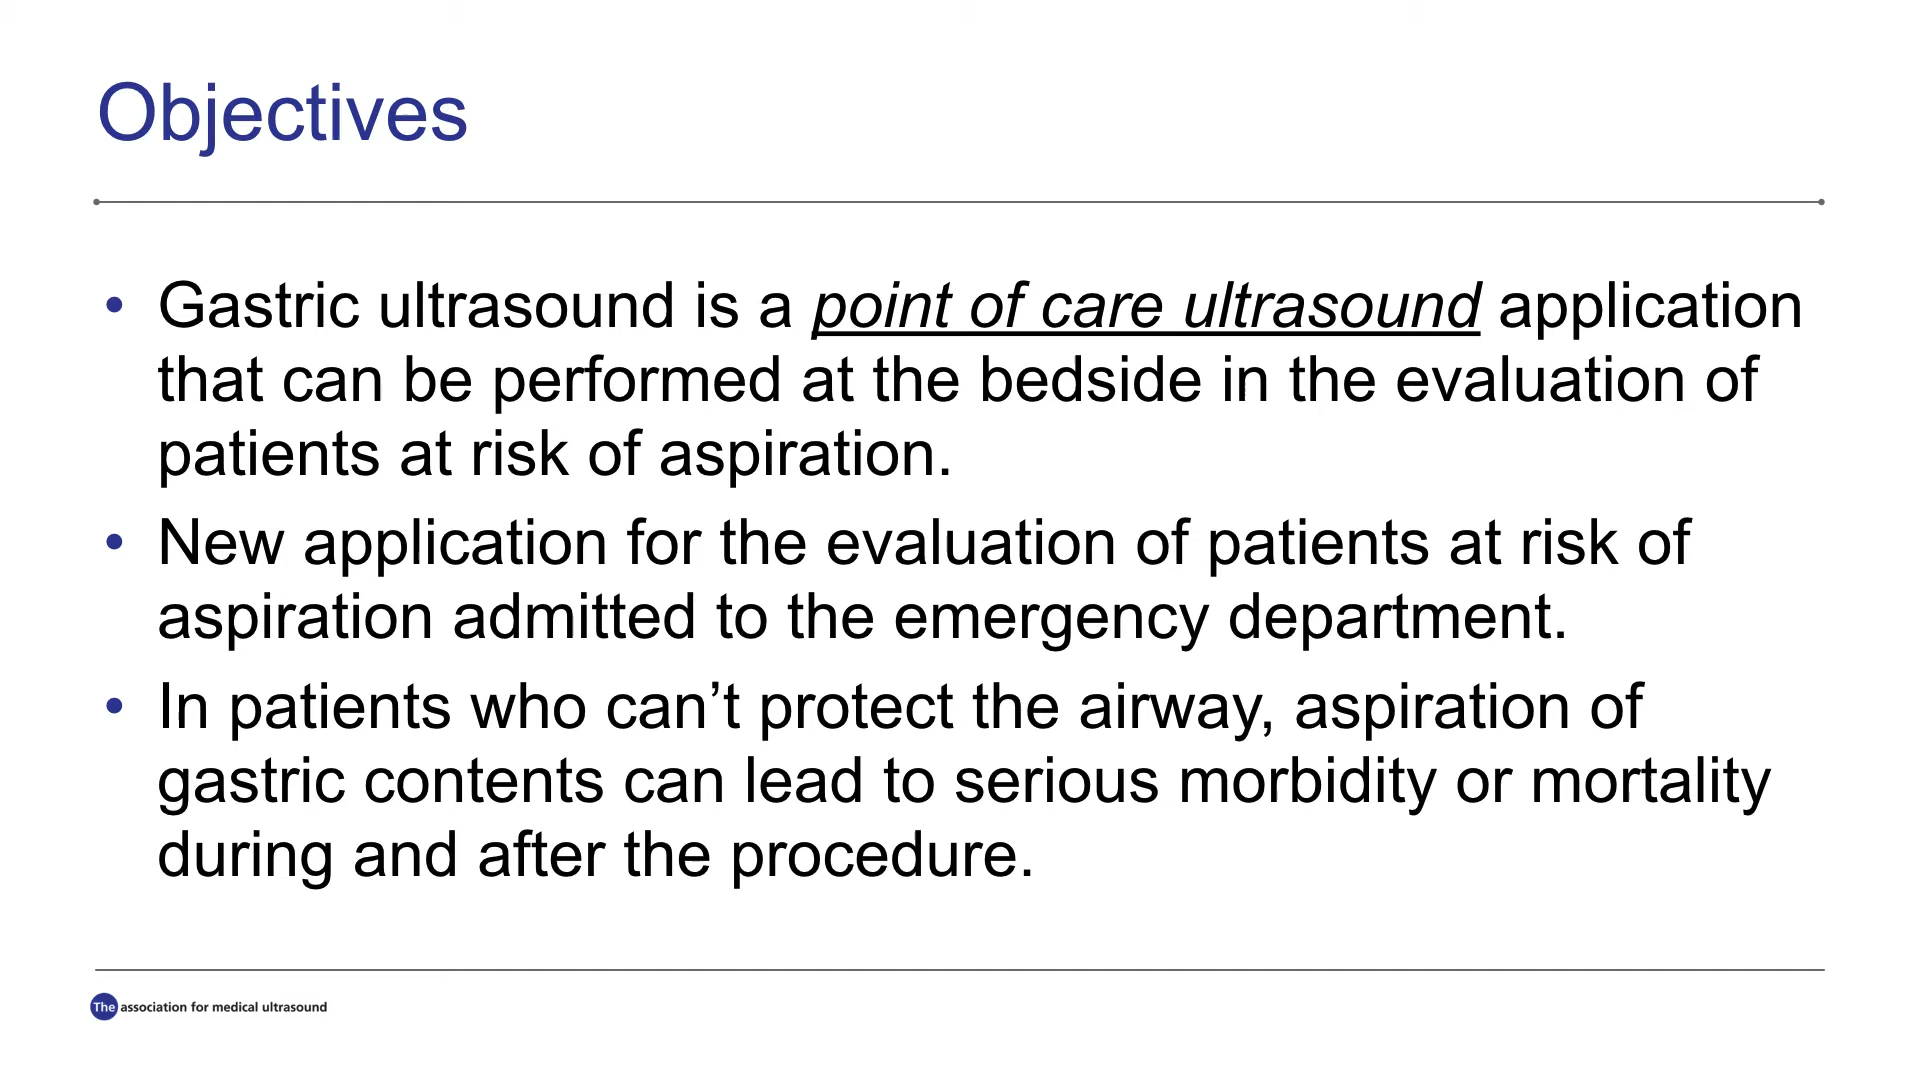 Objectives
• Gastric ultrasound is a point of care ultrasound application
that can be performed at the bedside in the evaluation of
patients at risk of aspiration.
• New application for the evaluation of patients at risk of
aspiration admitted to the emergency department.
• In patients who can’t protect the airway, aspiration of
gastric contents can lead to serious morbidity or mortality
during and after the procedure.
The association for medical ultrasound